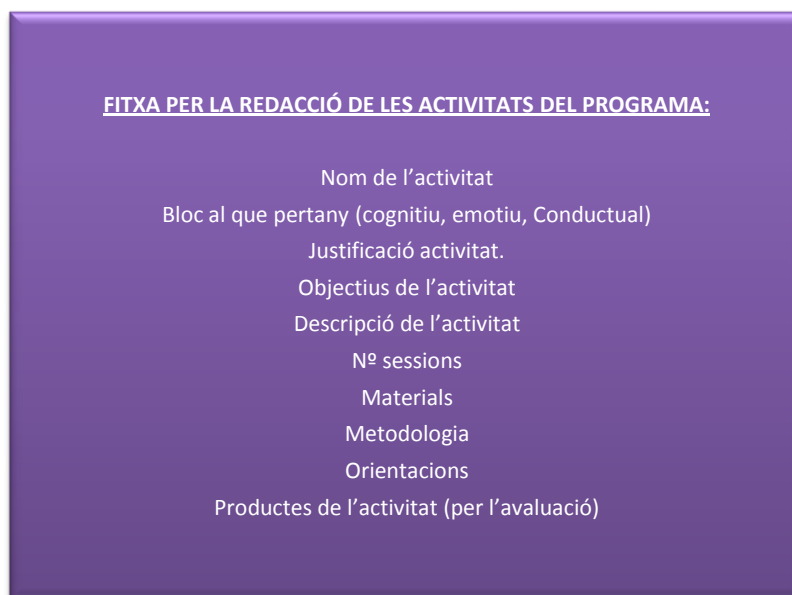 FITXA PER LA REDACCIÓ DE LES ACTIVITATS DEL PROGRAMA:
Nom de l’activitat
Bloc al que pertany (cognitiu, emotiu, Conductual)
Justificació activitat.
Objectius de l’activitat
Descripció de l’activitat
Nº sessions
Materials
Metodologia
Orientacions
Productes de l’activitat (per l’avaluació)